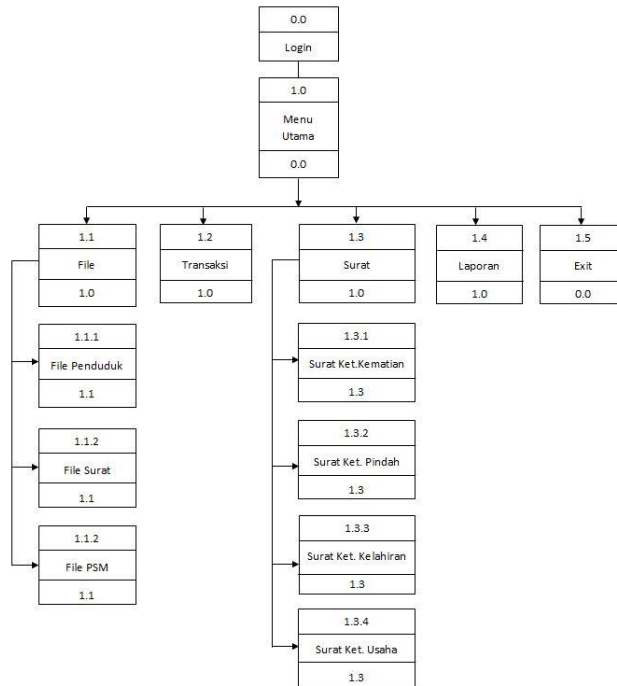 0.0
Login
1.0
Menu
Utama
0.0
1.1
File
1.0
1.2
Transaksi
1.0
1.3
Surat
1.0
1.4
Laporan
1.0
1.5
Exit
0.0
1.1.1
File Penduduk
1.1
1.1.2
File Surat
1.1
1.1.2
File PSM
1.1
1.3.1
Surat Ket.Kematian
1.3
1.3.2
Surat Ket. Pindah
1.3
1.3.3
Surat Ket. Kelahiran
1.3
1.3.4
Surat Ket. Usaha
1.3